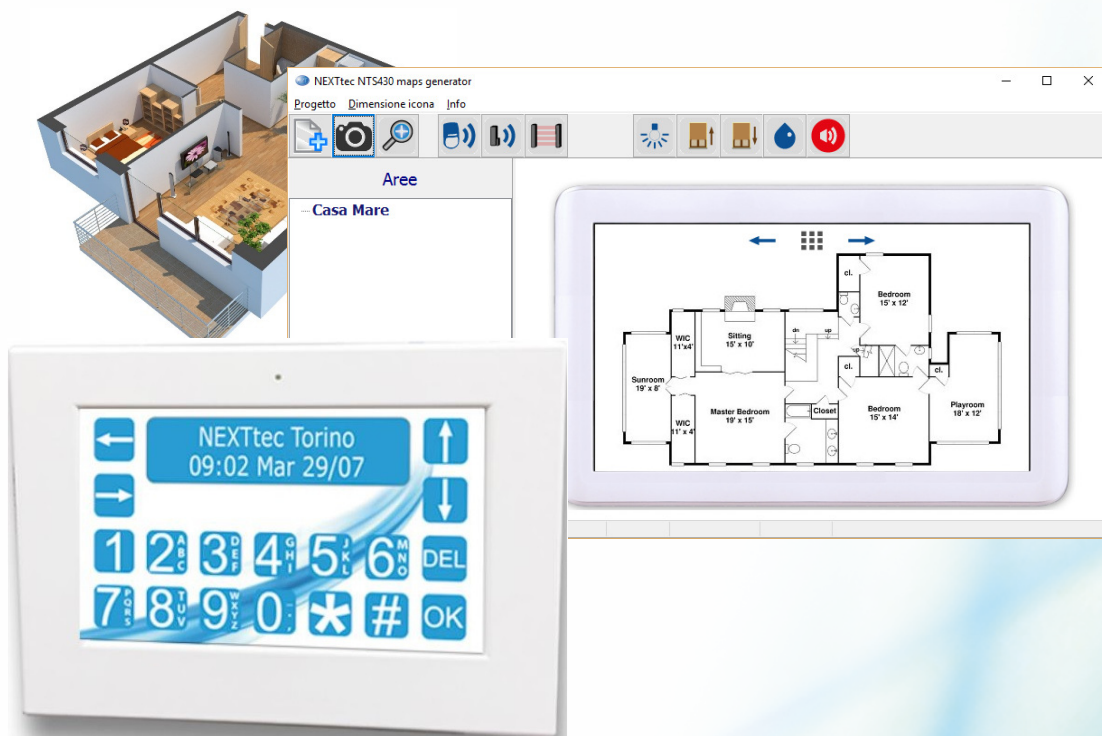 NEXTtec NTS430 maps generator
Progetto Dimensione icona Info
Aree
Casa Mare
cl.
Bedroom
15' x 12'
WIC
11'x4'
Sitting
15' x 10'
dn
up
up
cl.
cl.
Sunroom
19' x 8'
Master Bedroom
19' x 15'
Closet
Bedroom
15' x 14'
Playroom
18' x 12'
WIC
11' x 4'
NEXTtec Torino
09:02 Mar 29/07
1 2 ABC 3 DEF 4 GHI 5 JKL 6 MNO DEL
7 PQRS 8 TUV 9 WXYZ 0 * # OK